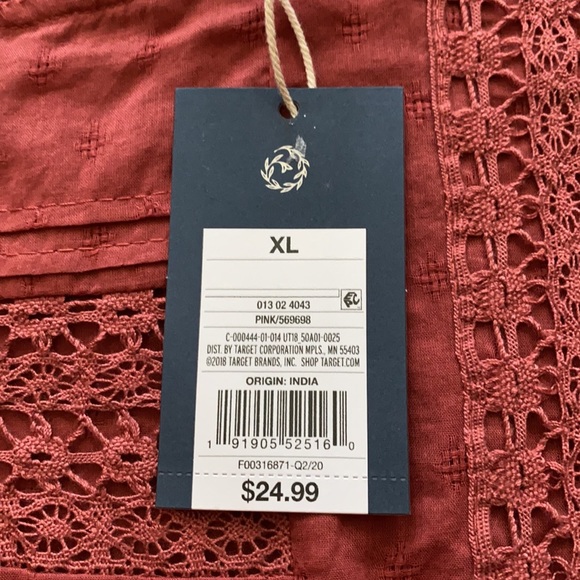 XL
013 02 4043
PINK/569698
C-000444-01-014 UT18_50A01-0025
DIST. BY TARGET CORPORATION MPLS., MN 55403
©2018 TARGET BRANDS, INC. SHOP TARGET.COM
ORIGIN: INDIA
1 91905 52516 0
F00316871-Q2/20
$24.99